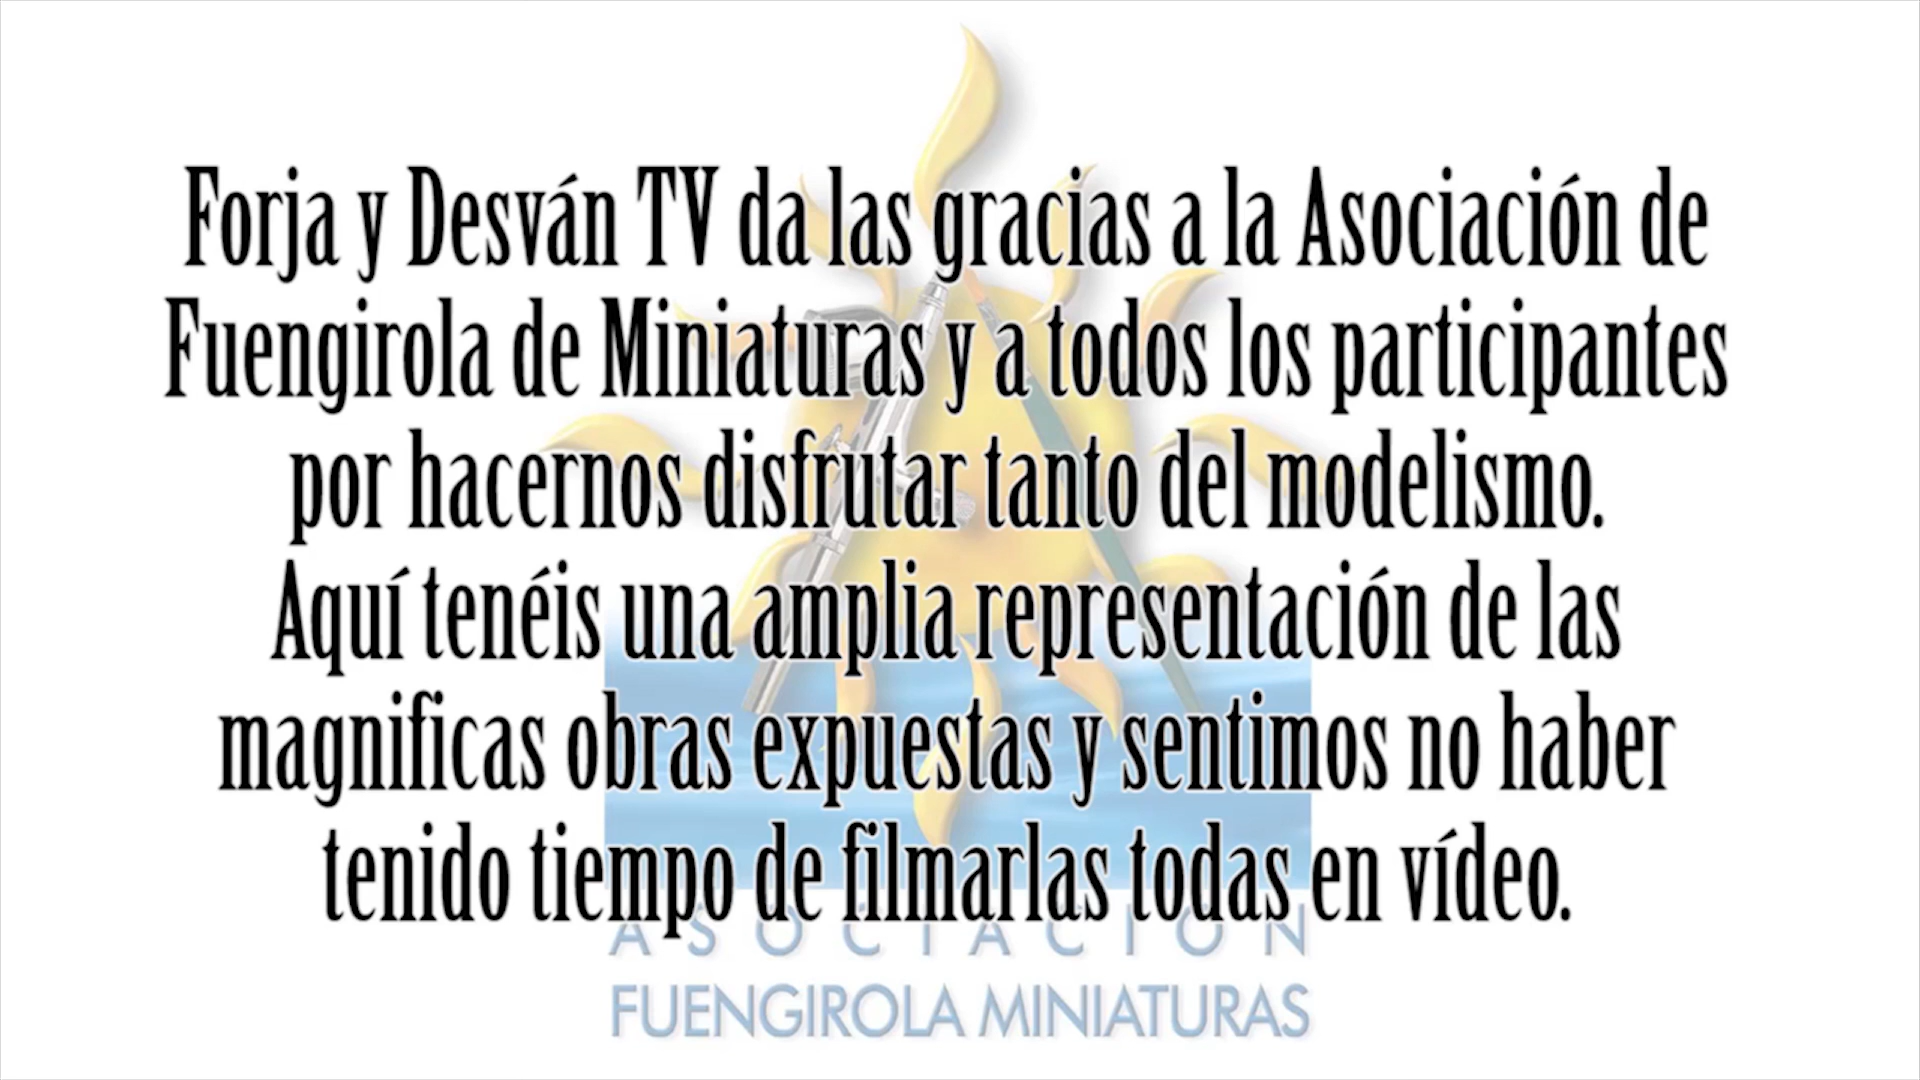 Forja y Desván TV da las gracias a la Asociación de
Fuengirola de Miniaturas y a todos los participantes
por hacernos disfrutar tanto del modelismo.
Aquí tenéis una amplia representación de las
magnificas obras expuestas y sentimos no haber
tenido tiempo de filmarlas todas en vídeo.
ASOCIACIÓN
FUENGIROLA MINIATURAS